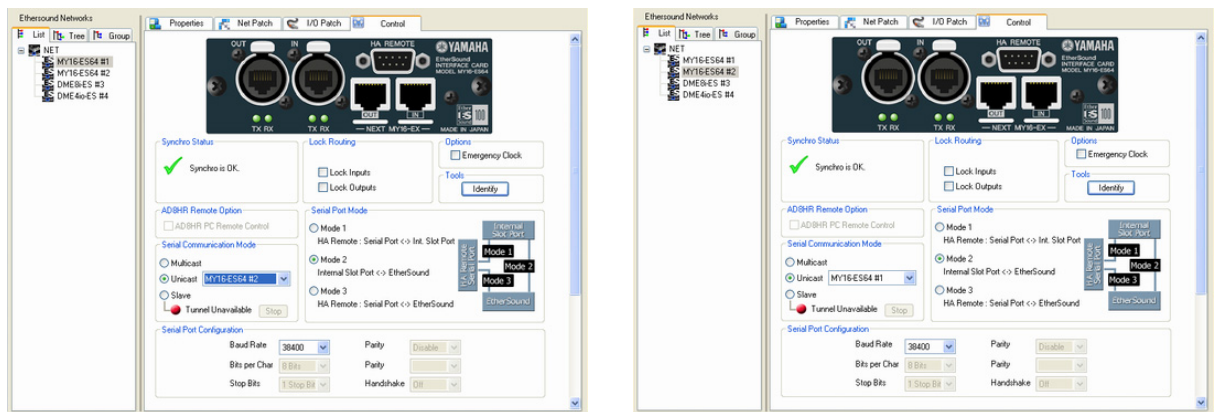 Ethersound Networks
List Tree Group
NET
MY16-ES64 #1
MY16-ES64 #2
DME8i-ES #3
DME4io-ES #4
Properties Net Patch I/O Patch Control
OUT IN HA REMOTE YAMAHA
EtherSound
INTERFACE CARD
MODEL MY16-ES64
OUT IN
TX RX TX RX NEXT MY16-EX MADE IN JAPAN
Ether Sound ES 100
Synchro Status Lock Routing Options
Synchro is OK. Emergency Clock
Lock Inputs Tools
Lock Outputs Identify
AD8HR Remote Option Serial Port Mode
AD8HR PC Remote Control Mode 1
HA Remote : Serial Port <-> Int. Slot Port
Serial Communication Mode
Multicast Mode 2
Unicast MY16-ES64 #2 Internal Slot Port <-> EtherSound
Slave Mode 3
Tunnel Unavailable Stop HA Remote : Serial Port <-> EtherSound
Internal Slot Port
HA Remote Serial Port
Mode 1
Mode 2
Mode 3
EtherSound
Serial Port Configuration
Baud Rate 38400 Parity Disable
Bits per Char 8 Bits Parity
Stop Bits 1 Stop Bit Handshake Off
Ethersound Networks
List Tree Group
NET
MY16-ES64 #1
MY16-ES64 #2
DME8i-ES #3
DME4io-ES #4
Properties Net Patch I/O Patch Control
OUT IN HA REMOTE YAMAHA
EtherSound
INTERFACE CARD
MODEL MY16-ES64
OUT IN
TX RX TX RX NEXT MY16-EX MADE IN JAPAN
Ether Sound ES 100
Synchro Status Lock Routing Options
Synchro is OK. Emergency Clock
Lock Inputs Tools
Lock Outputs Identify
AD8HR Remote Option Serial Port Mode
AD8HR PC Remote Control Mode 1
HA Remote : Serial Port <-> Int. Slot Port
Serial Communication Mode
Multicast Mode 2
Unicast MY16-ES64 #1 Internal Slot Port <-> EtherSound
Slave Mode 3
Tunnel Unavailable Stop HA Remote : Serial Port <-> EtherSound
Internal Slot Port
HA Remote Serial Port
Mode 1
Mode 2
Mode 3
EtherSound
Serial Port Configuration
Baud Rate 38400 Parity Disable
Bits per Char 8 Bits Parity
Stop Bits 1 Stop Bit Handshake Off